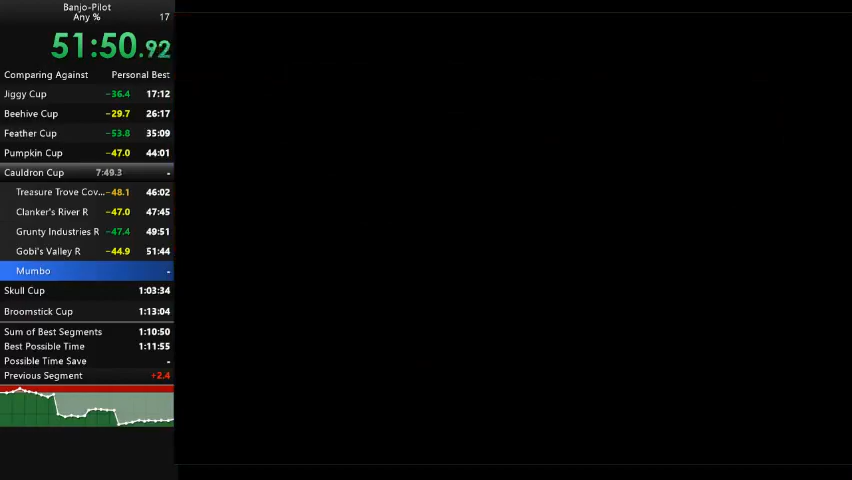 Banjo-Pilot
Any % 17
51:50.92
Comparing Against Personal Best
Jiggy Cup -36.4 17:12
Beehive Cup -29.7 26:17
Feather Cup -53.8 35:09
Pumpkin Cup -47.0 44:01
Cauldron Cup 7:49.3 -
Treasure Trove Cov... -48.1 46:02
Clanker's River R -47.0 47:45
Grunty Industries R -47.4 49:51
Gobi's Valley R -44.9 51:44
Mumbo -
Skull Cup 1:03:34
Broomstick Cup 1:13:04
Sum of Best Segments 1:10:50
Best Possible Time 1:11:55
Possible Time Save -
Previous Segment +2.4